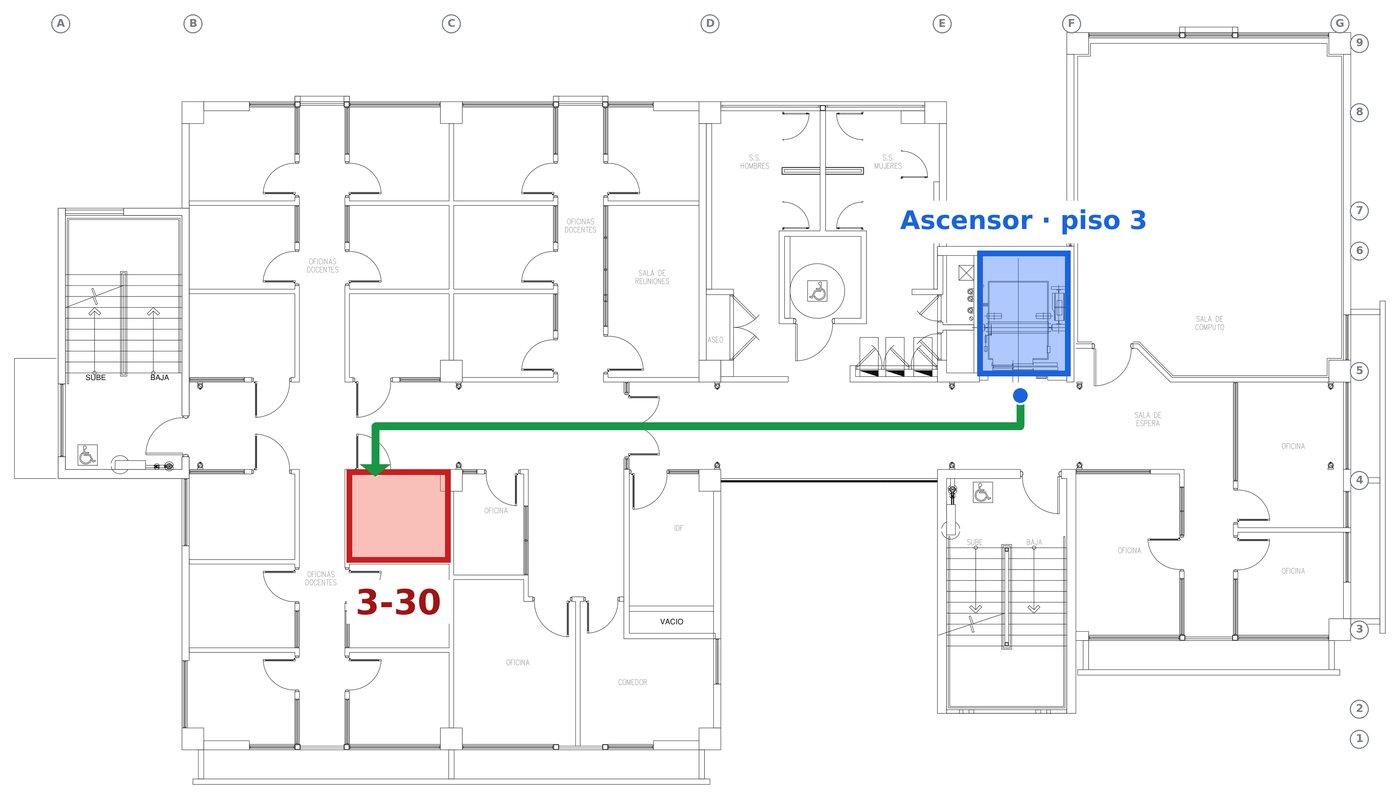 A B C D E F G
9
8
S.S.
HOMBRES
S.S.
MUJERES
7
Ascensor · piso 3
OFICINAS
DOCENTES
6
OFICINAS
DOCENTES
SALA DE
REUNIONES
SALA DE
COMPUTO
ASEO
5
SUBE BAJA
SALA DE
ESPERA
OFICINA
4
OFICINA
IDF
SUBE BAJA
OFICINA
OFICINAS
DOCENTES
OFICINA
3-30
VACIO
3
OFICINA
COMEDOR
2
1